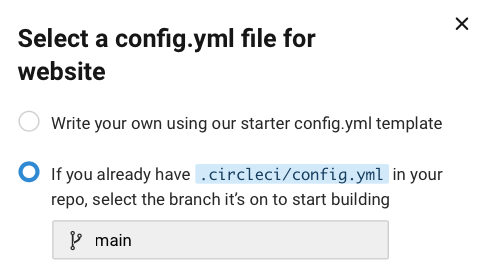 Select a config.yml file for
website
Write your own using our starter config.yml template
If you already have .circleci/config.yml in your
repo, select the branch it’s on to start building
main